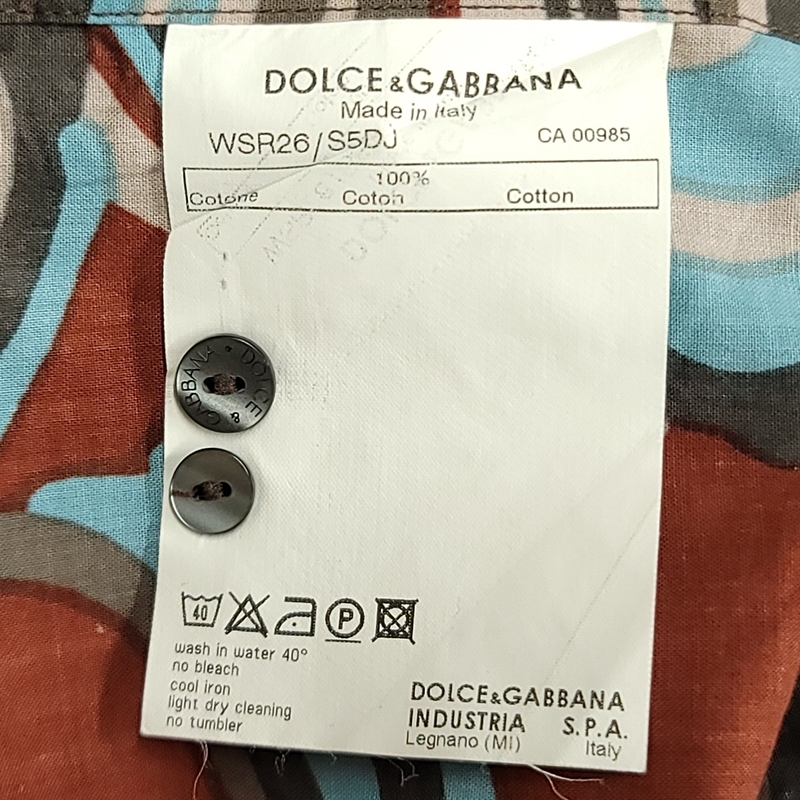 DOLCE&GABBANA
Made in Italy
WSR26/S5DJ CA 00985
100%
Cotone Coton Cotton
DOLCE & GABBANA
40 P
wash in water 40°
no bleach
cool iron
light dry cleaning
no tumbler
DOLCE&GABBANA
INDUSTRIA S.P.A.
Legnano (MI) Italy